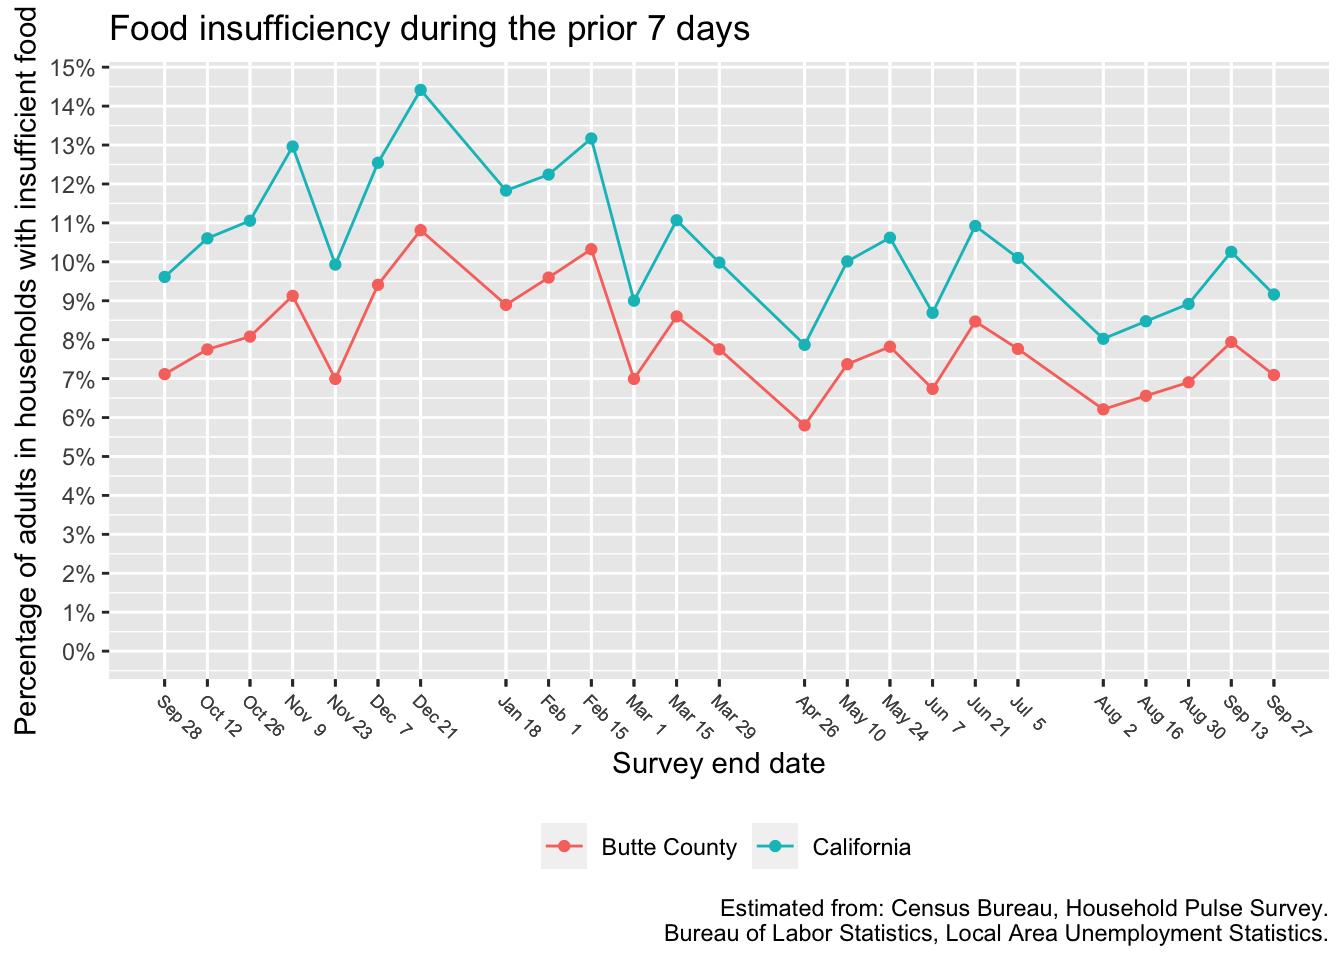 Food insufficiency during the prior 7 days
Percentage of adults in households with insufficient food
15%
14%
13%
12%
11%
10%
9%
8%
7%
6%
5%
4%
3%
2%
1%
0%
Sep 28
Oct 12
Oct 26
Nov 9
Nov 23
Dec 7
Dec 21
Jan 18
Feb 1
Feb 15
Mar 1
Mar 15
Mar 29
Apr 26
May 10
May 24
Jun 7
Jun 21
Jul 5
Aug 2
Aug 16
Aug 30
Sep 13
Sep 27
Survey end date
Butte County
California
Estimated from: Census Bureau, Household Pulse Survey.
Bureau of Labor Statistics, Local Area Unemployment Statistics.